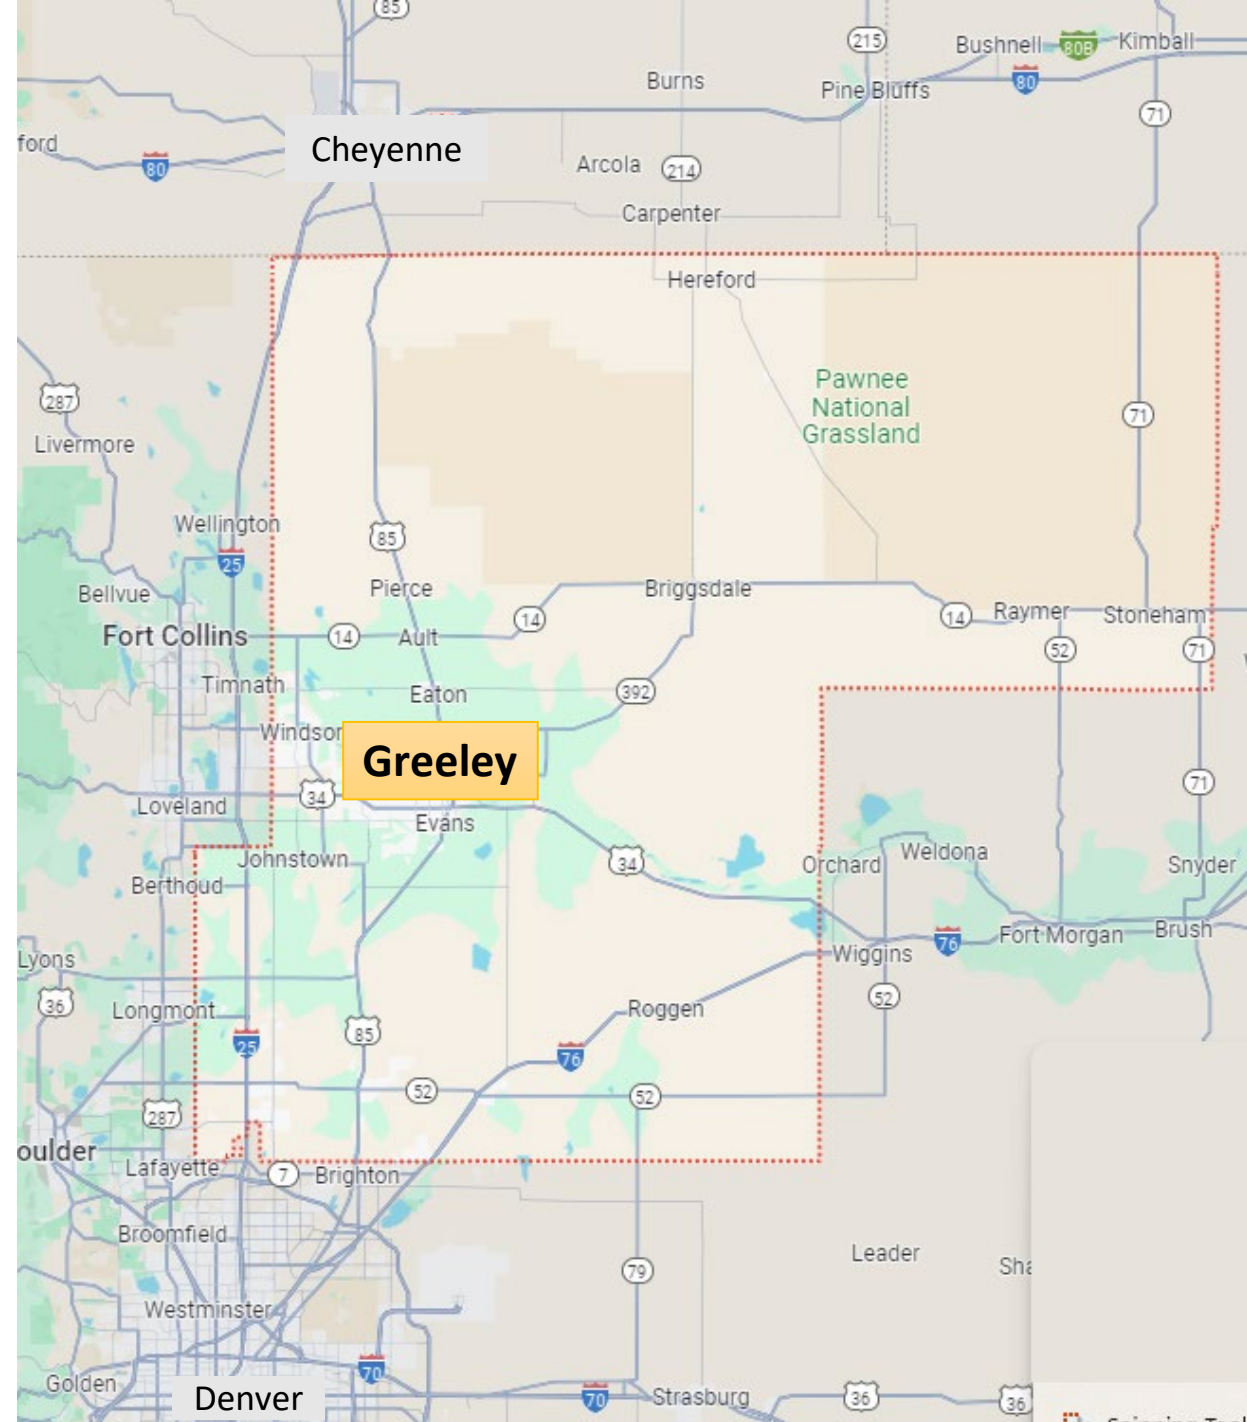 85
215
Bushnell
80B
Kimball
Burns
80
Pine Bluffs
71
ford
Cheyenne
80
Arcola
214
Carpenter
Hereford
Pawnee
National
Grassland
287
71
Livermore
Wellington
85
25
Pierce
Briggsdale
Bellvue
14
14
Raymer
Stoneham
Fort Collins
14
Ault
52
71
Timnath
Eaton
392
Windsor
Greeley
34
71
Loveland
Evans
Johnstown
34
Orchard
Weldona
Snyder
Berthoud
Fort Morgan
Brush
76
Lyons
Wiggins
36
Longmont
Roggen
52
85
25
76
52
52
287
oulder
Lafayette
7
Brighton
Broomfield
Leader
Sha
79
Westminster
70
Golden
Denver
70
Strasburg
36
36